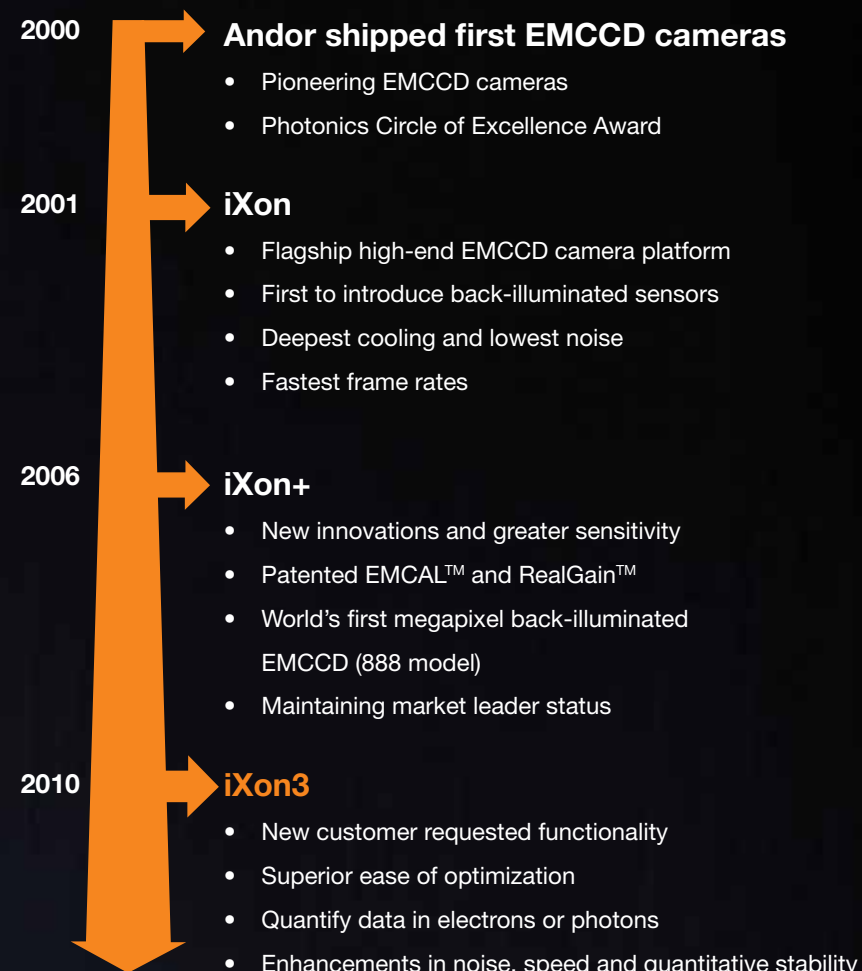 2000
Andor shipped first EMCCD cameras
• Pioneering EMCCD cameras
• Photonics Circle of Excellence Award
2001
iXon
• Flagship high-end EMCCD camera platform
• First to introduce back-illuminated sensors
• Deepest cooling and lowest noise
• Fastest frame rates
2006
iXon+
• New innovations and greater sensitivity
• Patented EMCAL™ and RealGain™
• World’s first megapixel back-illuminated
EMCCD (888 model)
• Maintaining market leader status
2010
iXon3
• New customer requested functionality
• Superior ease of optimization
• Quantify data in electrons or photons
• Enhancements in noise, speed and quantitative stability